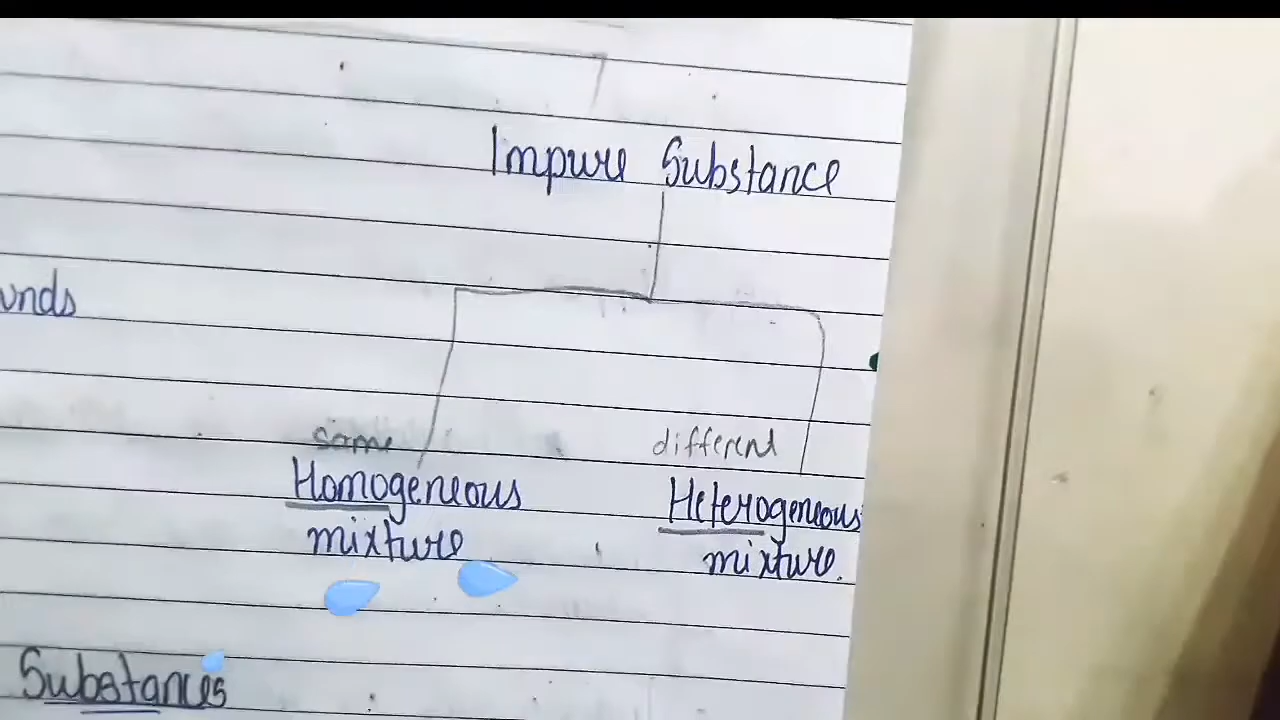 Impure Substance
unds
same different
Homogeneous Heterogeneous
mixture mixture.
Substances